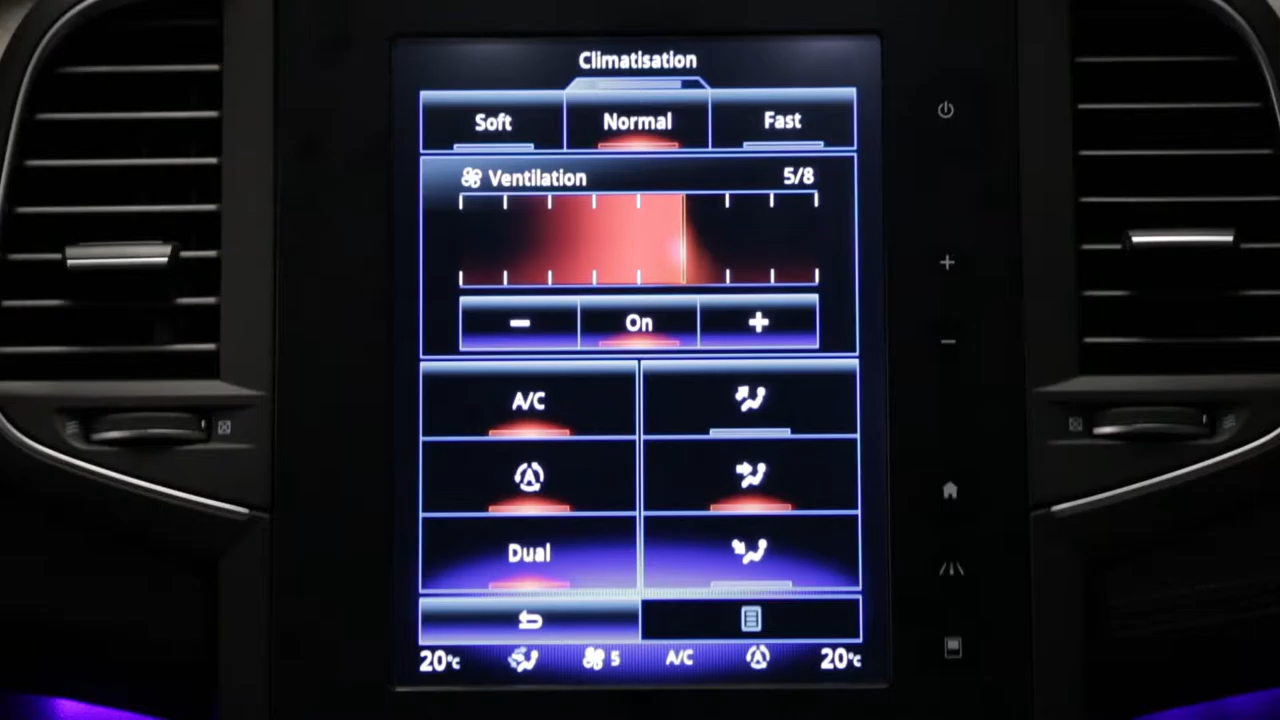 Climatisation
Soft Normal Fast
Ventilation 5/8
− On +
A/C
A
Dual
20°c 5 A/C A 20°c
+
−